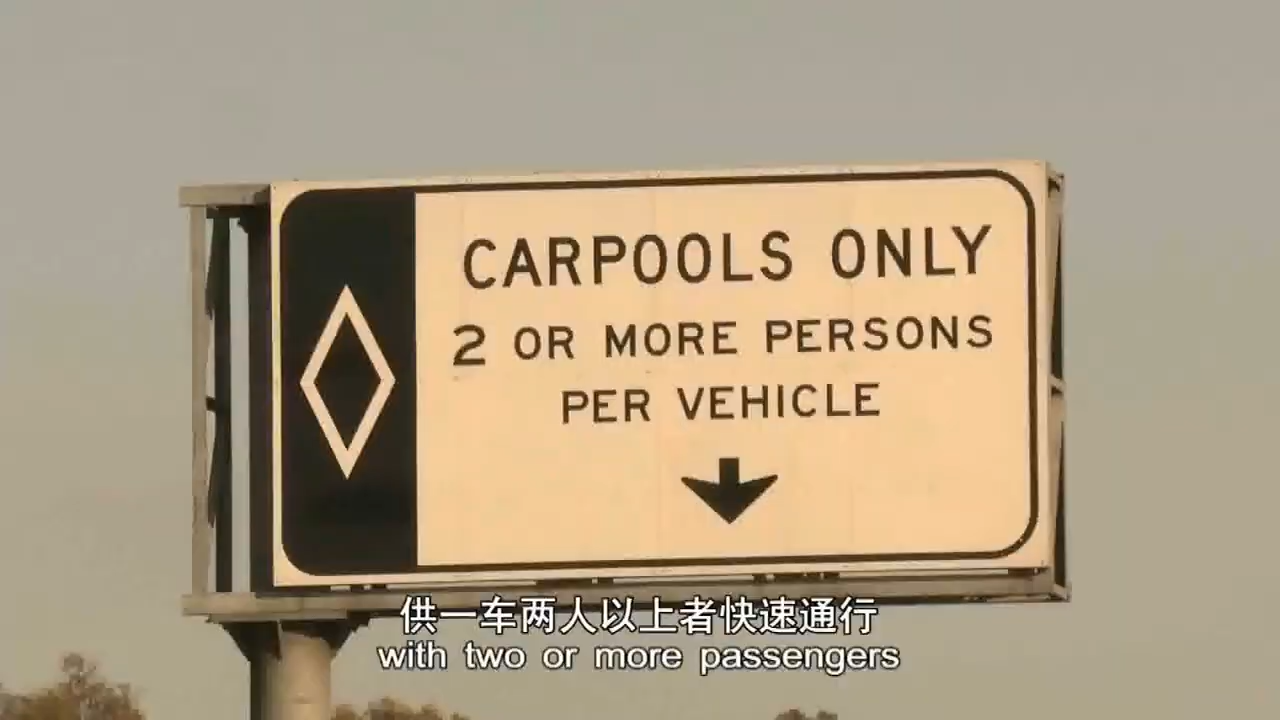 CARPOOLS ONLY
2 OR MORE PERSONS
PER VEHICLE
供一车两人以上者快速通行
with two or more passengers